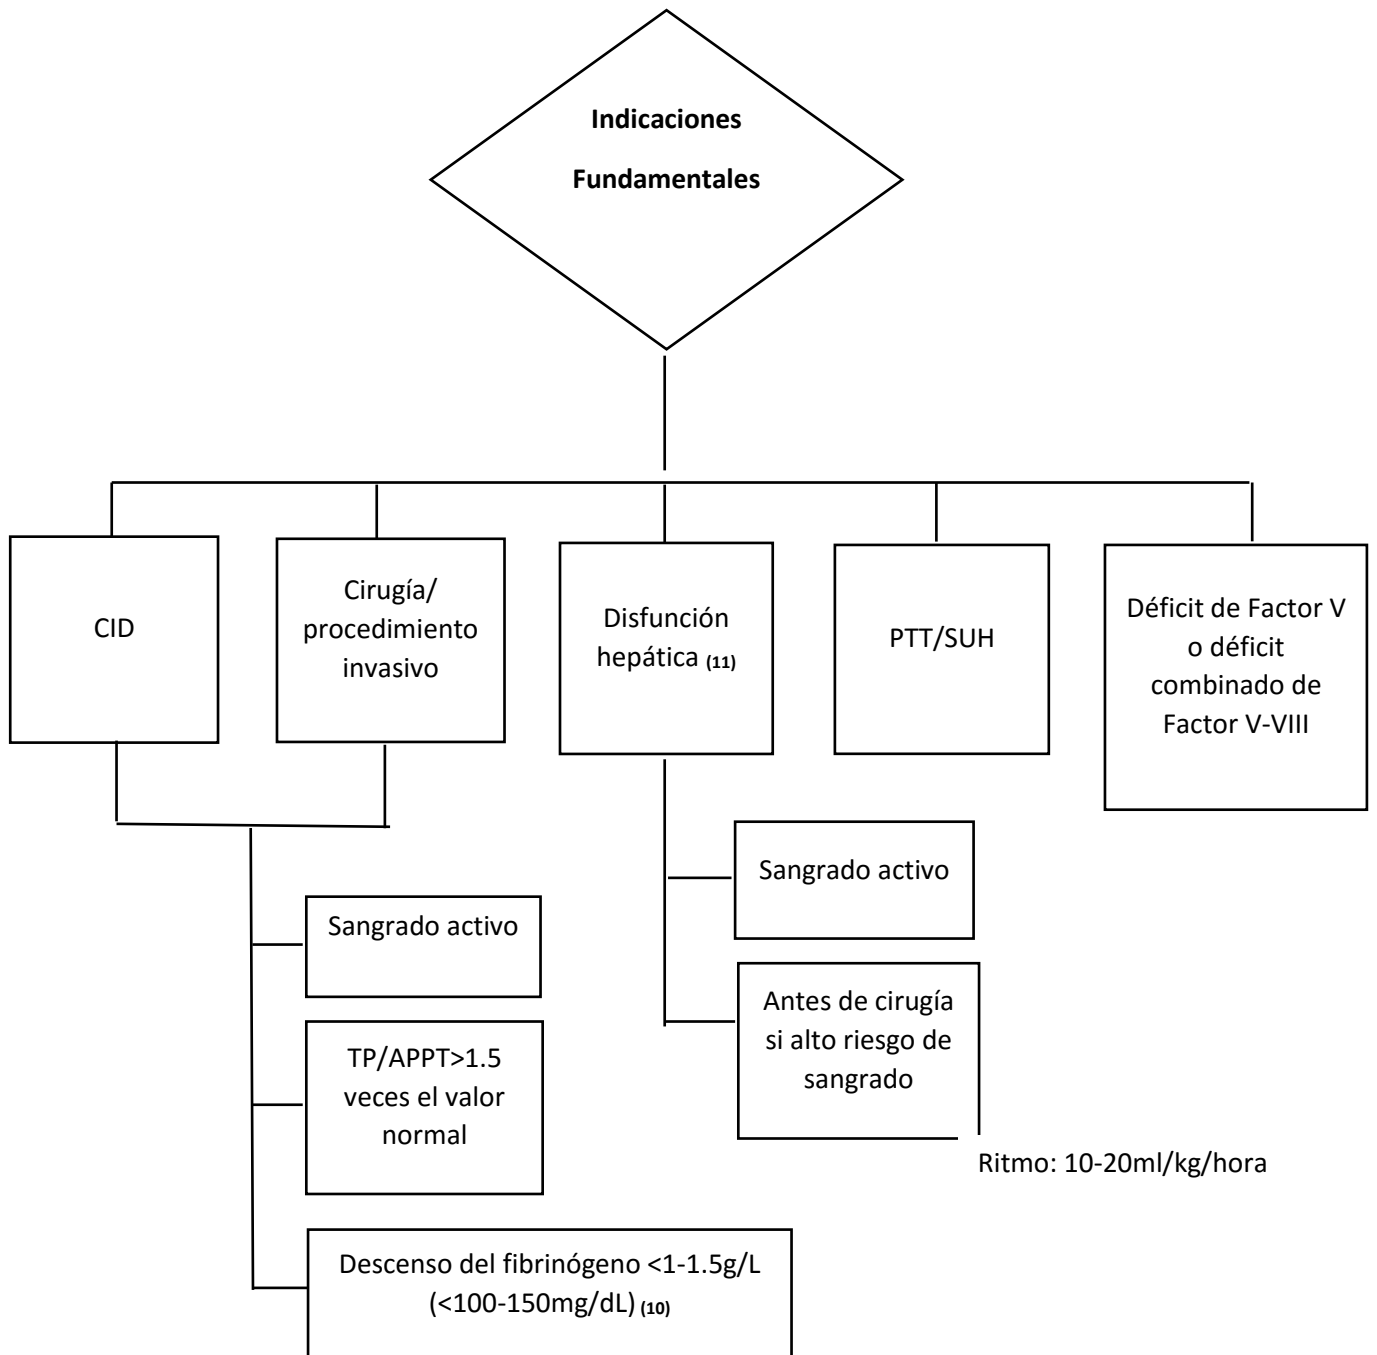 Indicaciones
Fundamentales
CID
Cirugía/
procedimiento
invasivo
Disfunción
hepática (11)
PTT/SUH
Déficit de Factor V
o déficit
combinado de
Factor V-VIII
Sangrado activo
TP/APPT>1.5
veces el valor
normal
Descenso del fibrinógeno <1-1.5g/L
(<100-150mg/dL) (10)
Sangrado activo
Antes de cirugía
si alto riesgo de
sangrado
Ritmo: 10-20ml/kg/hora